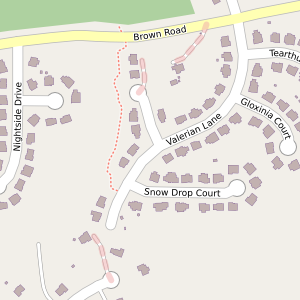 Brown Road
Tearthu
Nightside Drive
Gloxinia Court
Valerian Lane
Snow Drop Court